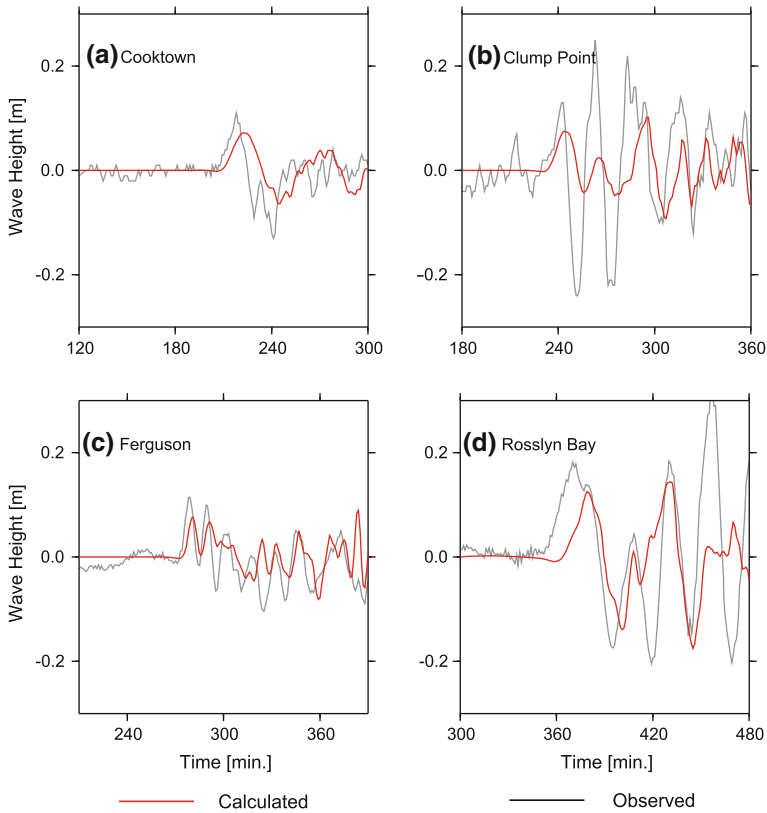 (a) Cooktown
(b) Clump Point
Wave Height [m]
0.2
0.0
-0.2
0.2
0.0
-0.2
120 180 240 300
180 240 300 360
(c) Ferguson
(d) Rosslyn Bay
Wave Height [m]
0.2
0.0
-0.2
0.2
0.0
-0.2
240 300 360
300 360 420 480
Time [min.]
Time [min.]
Calculated
Observed